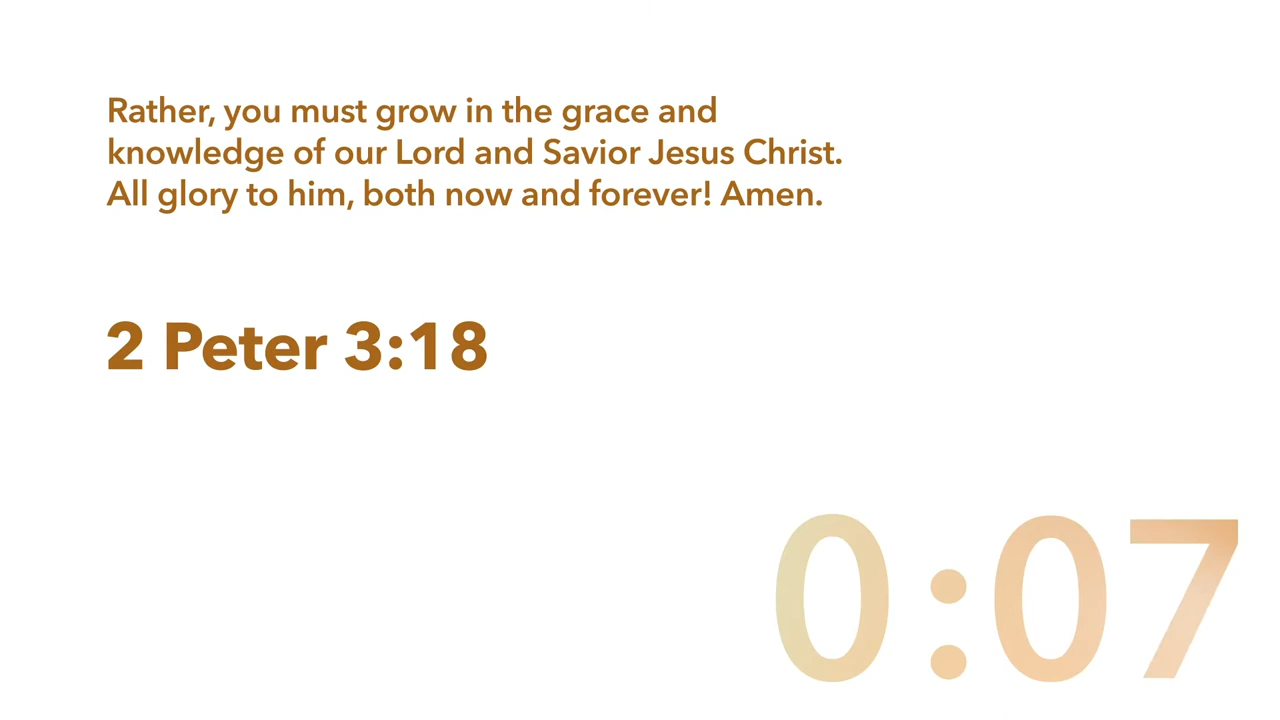 Rather, you must grow in the grace and
knowledge of our Lord and Savior Jesus Christ.
All glory to him, both now and forever! Amen.
2 Peter 3:18
0:07